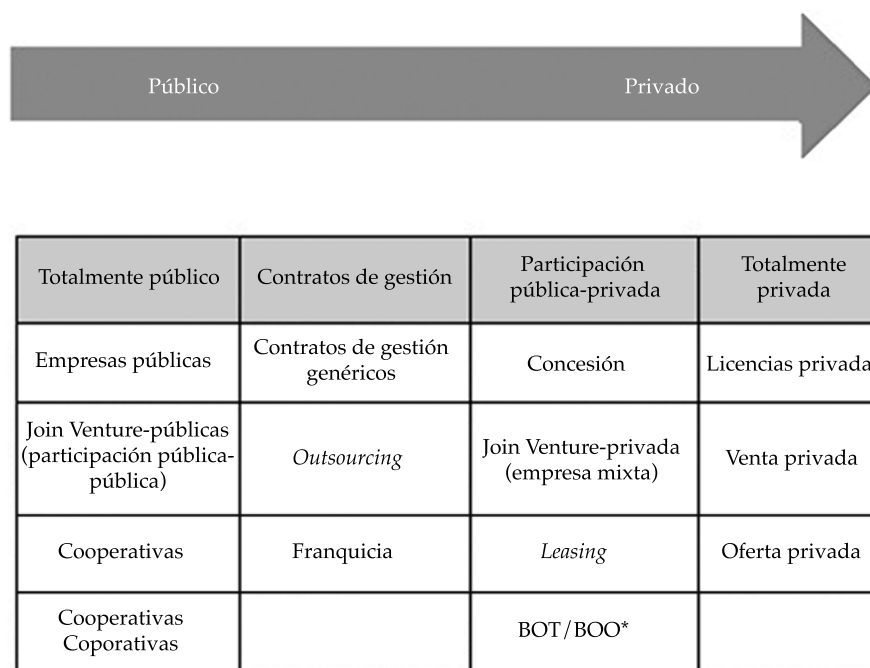 Público Privado
Totalmente público
Contratos de gestión
Participación
pública-privada
Totalmente
privada
Empresas públicas
Contratos de gestión
genéricos
Concesión
Licencias privada
Join Venture-públicas
(participación pública-
pública)
Outsourcing
Join Venture-privada
(empresa mixta)
Venta privada
Cooperativas
Franquicia
Leasing
Oferta privada
Cooperativas
Coporativas
BOT/BOO*